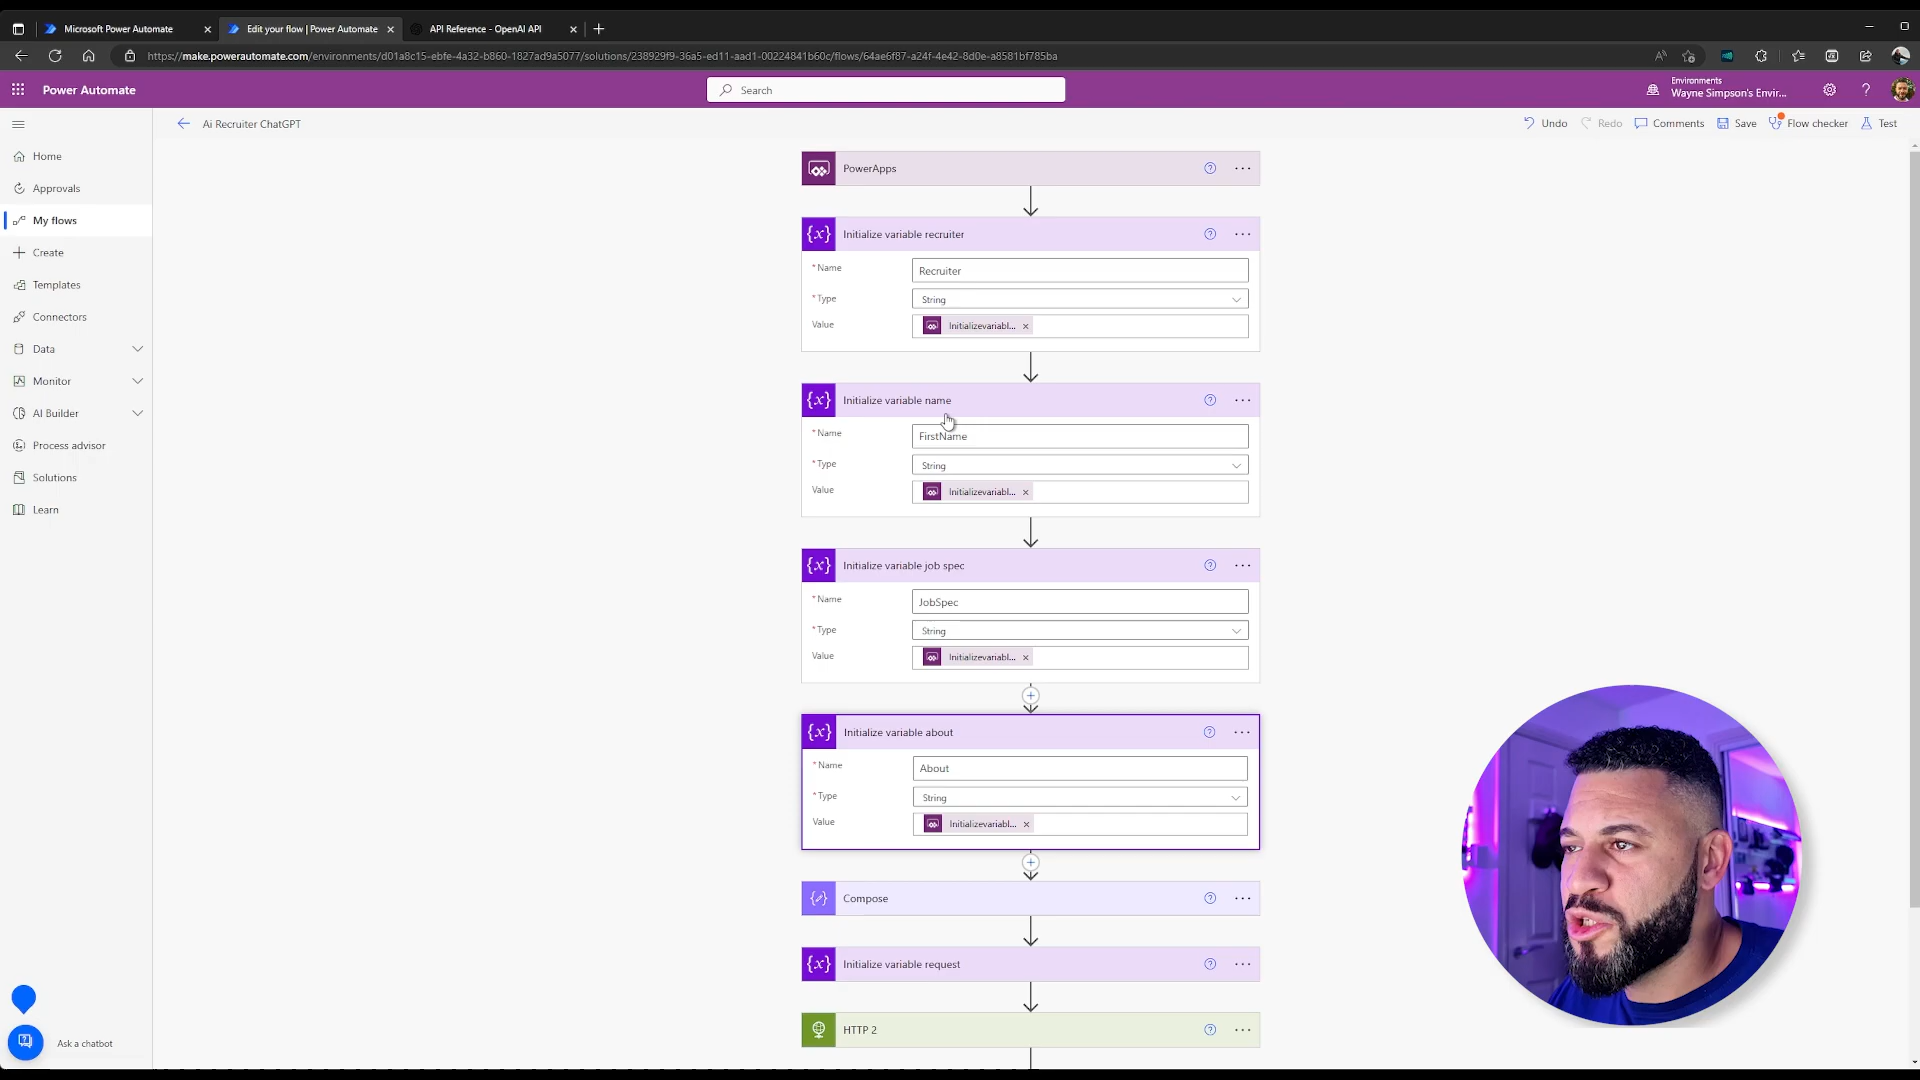 Microsoft Power Automate
Edit your flow | Power Automate
API Reference - OpenAI API
https://make.powerautomate.com/environments/d01a8c15-ebfe-4a32-b860-1827ad9a5077/solutions/238929f9-36a5-ed11-aad1-00224841b60c/flows/64ae6f87-a24f-4e42-8d0e-a8581bf785ba
Power Automate
Search
Environments
Wayne Simpson's Envir...
Ai Recruiter ChatGPT
Undo
Redo
Comments
Save
Flow checker
Test
Home
Approvals
My flows
Create
Templates
Connectors
Data
Monitor
AI Builder
Process advisor
Solutions
Learn
Ask a chatbot
PowerApps
Initialize variable recruiter
* Name
Recruiter
* Type
String
Value
Initializevariabl...
Initialize variable name
* Name
FirstName
* Type
String
Value
Initializevariabl...
Initialize variable job spec
* Name
JobSpec
* Type
String
Value
Initializevariabl...
Initialize variable about
* Name
About
* Type
String
Value
Initializevariabl...
Compose
Initialize variable request
HTTP 2